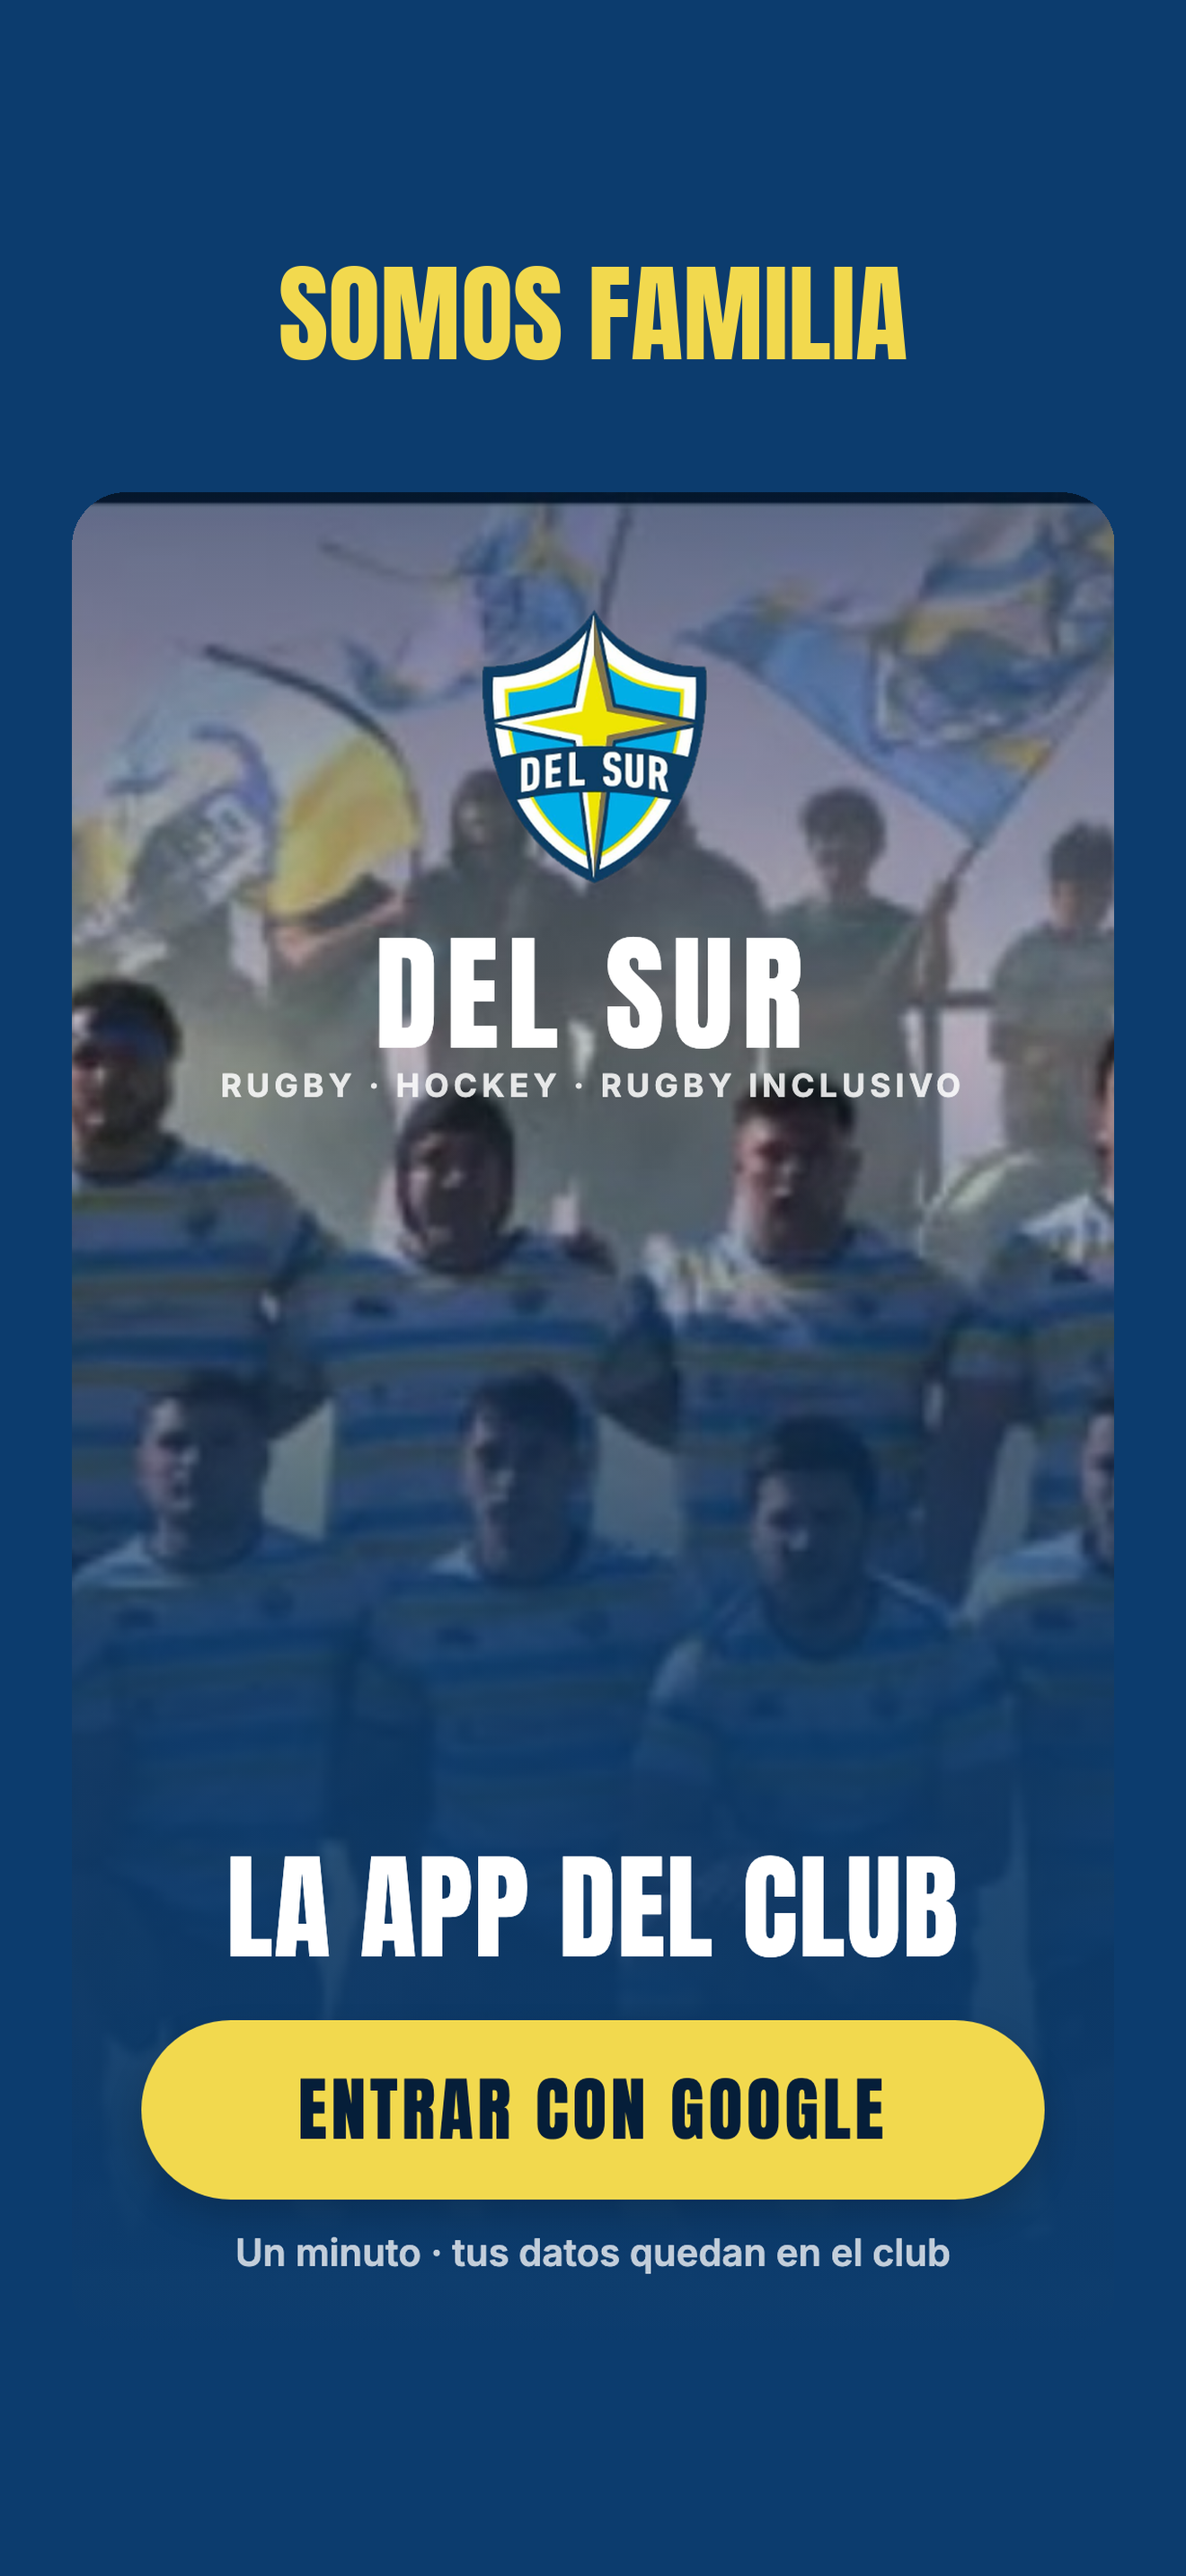 SOMOS FAMILIA
DEL SUR
DEL SUR
RUGBY · HOCKEY · RUGBY INCLUSIVO
LA APP DEL CLUB
ENTRAR CON GOOGLE
Un minuto · tus datos quedan en el club